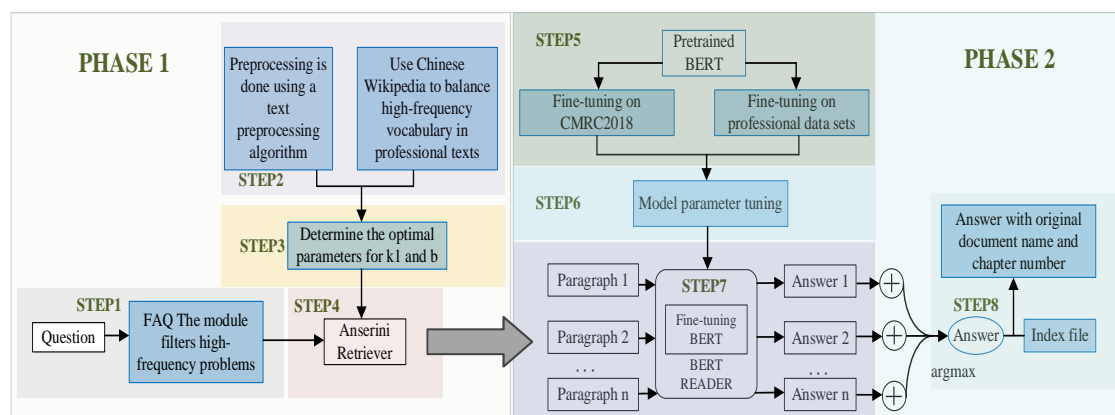 PHASE 1
Preprocessing is
done using a
text
preprocessing
algorithm
Use Chinese
Wikipedia to balance
high-frequency
vocabulary in
professional texts
STEP2
STEP3
Determine the optimal
parameters for k1 and b
STEP1
Question
FAQ The module
filters high-
frequency problems
STEP4
Anserini
Retriever
PHASE 2
STEP5
Pretrained
BERT
Fine-tuning on
CMRC2018
Fine-tuning on
professional data sets
STEP6
Model parameter tuning
Paragraph 1
Paragraph 2
...
Paragraph n
STEP7
Fine-tuning
BERT
BERT
READER
Answer 1
Answer 2
...
Answer n
+
+
+
argmax
Answer with original
document name and
chapter number
STEP8
Answer
Index file